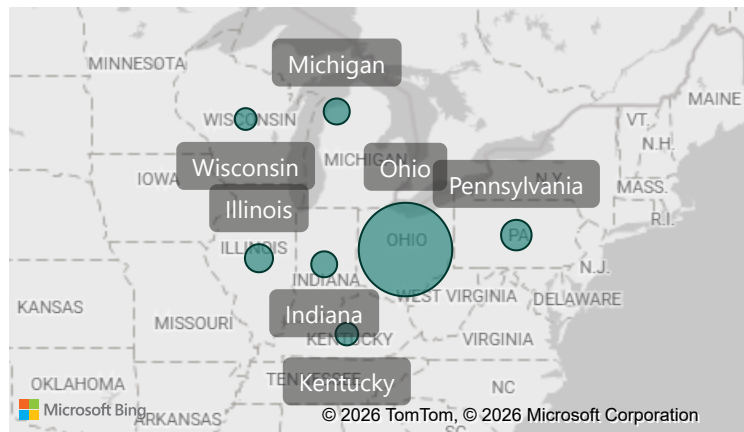 MINNESOTA
Michigan
MAINE
WISCONSIN
VT.
N.H.
Wisconsin
MICHIGAN
Ohio
N.Y.
Pennsylvania
MASS.
IOWA
Illinois
R.I.
ILLINOIS
OHIO
PA
INDIANA
N.J.
WEST VIRGINIA
DELAWARE
KANSAS
MISSOURI
Indiana
KENTUCKY
VIRGINIA
OKLAHOMA
TENNESSEE
Kentucky
NC
Microsoft Bing
ARKANSAS
© 2026 TomTom, © 2026 Microsoft Corporation
SC